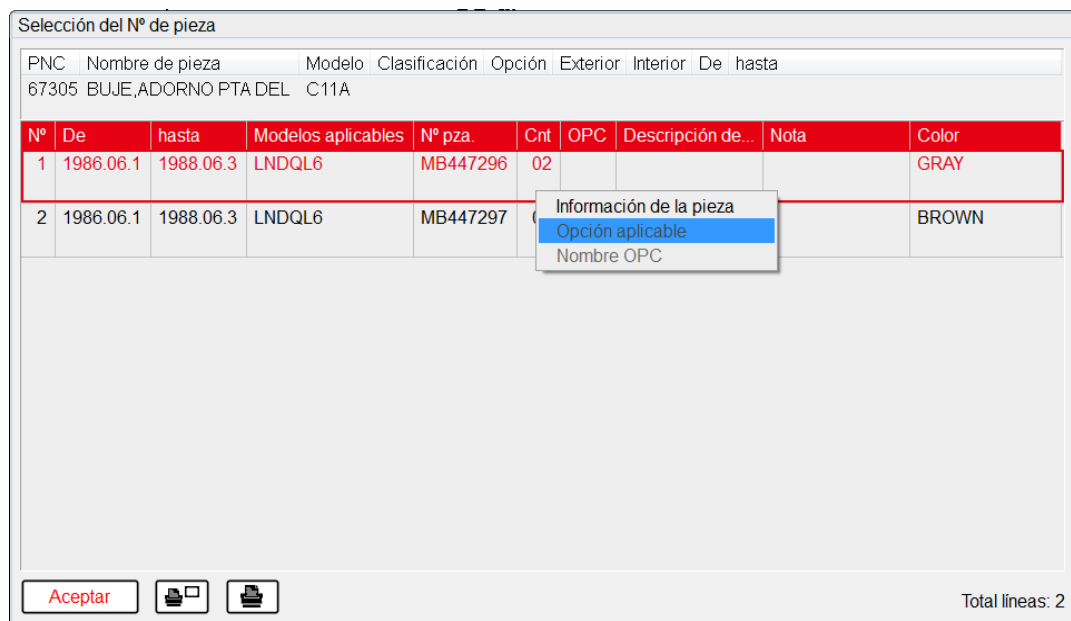 Selección del Nº de pieza
PNC Nombre de pieza Modelo Clasificación Opción Exterior Interior De hasta
67305 BUJE,ADORNO PTA DEL C11A
Nº De hasta Modelos aplicables Nº pza. Cnt OPC Descripción de... Nota Color
1 1986.06.1 1988.06.3 LNDQL6 MB447296 02 GRAY
2 1986.06.1 1988.06.3 LNDQL6 MB447297 BROWN
Información de la pieza
Opción aplicable
Nombre OPC
Aceptar
Total líneas: 2